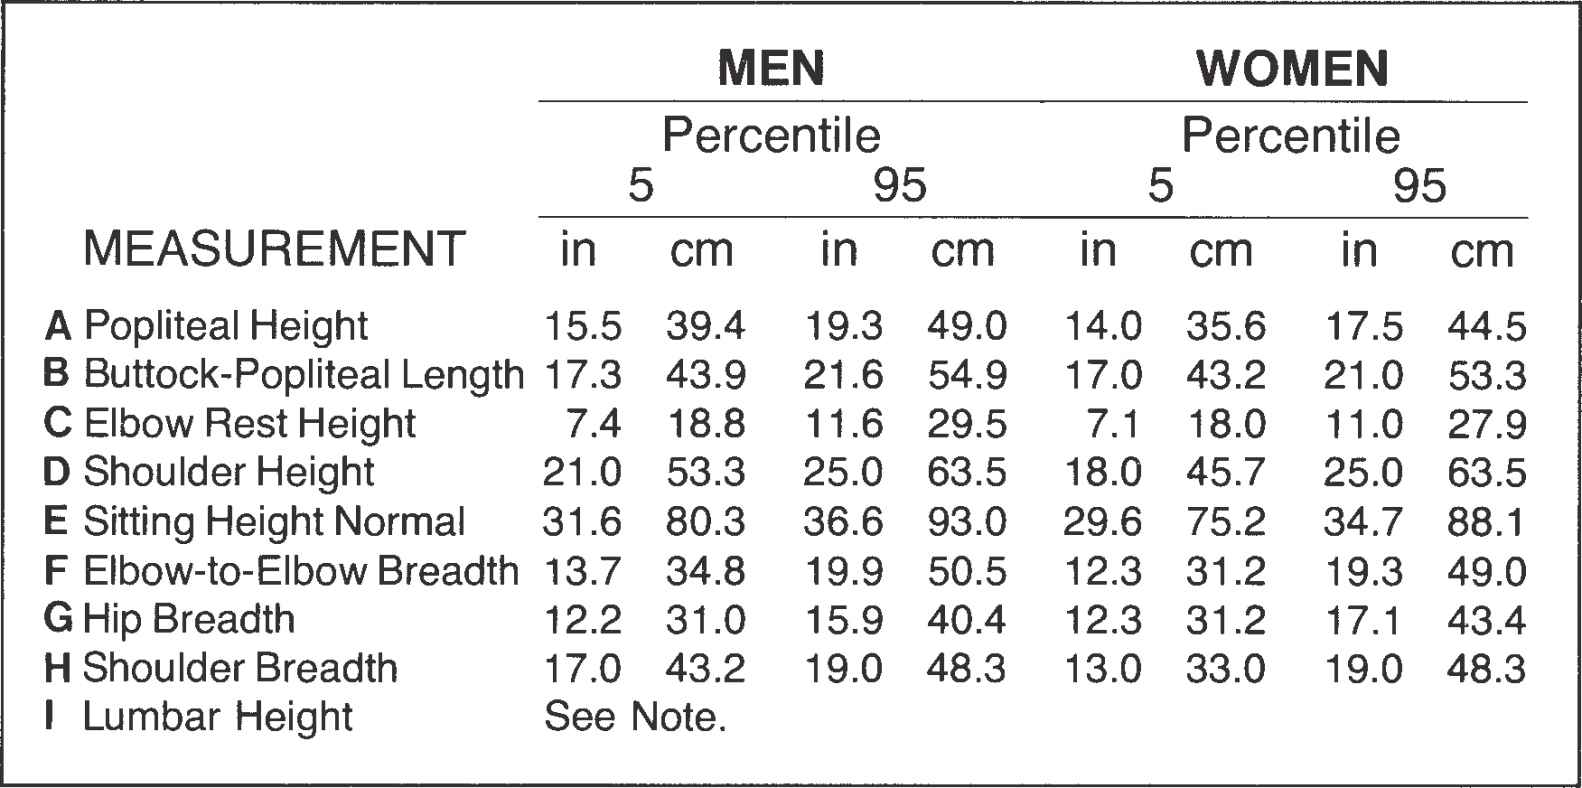 MEN WOMEN
Percentile Percentile
5 95 5 95
MEASUREMENT in cm in cm in cm in cm
A Popliteal Height 15.5 39.4 19.3 49.0 14.0 35.6 17.5 44.5
B Buttock-Popliteal Length 17.3 43.9 21.6 54.9 17.0 43.2 21.0 53.3
C Elbow Rest Height 7.4 18.8 11.6 29.5 7.1 18.0 11.0 27.9
D Shoulder Height 21.0 53.3 25.0 63.5 18.0 45.7 25.0 63.5
E Sitting Height Normal 31.6 80.3 36.6 93.0 29.6 75.2 34.7 88.1
F Elbow-to-Elbow Breadth 13.7 34.8 19.9 50.5 12.3 31.2 19.3 49.0
G Hip Breadth 12.2 31.0 15.9 40.4 12.3 31.2 17.1 43.4
H Shoulder Breadth 17.0 43.2 19.0 48.3 13.0 33.0 19.0 48.3
I Lumbar Height See Note.